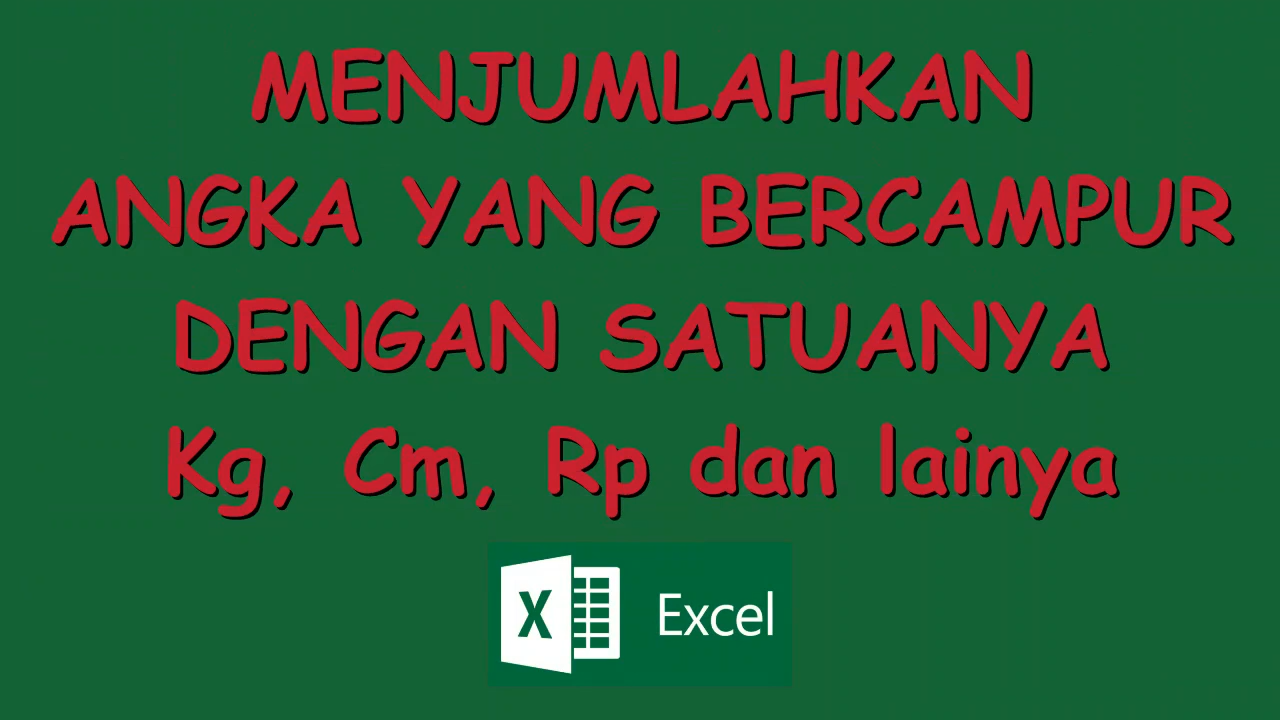 MENJUMLAHKAN
ANGKA YANG BERCAMPUR
DENGAN SATUANYA
Kg, Cm, Rp dan lainya
X Excel